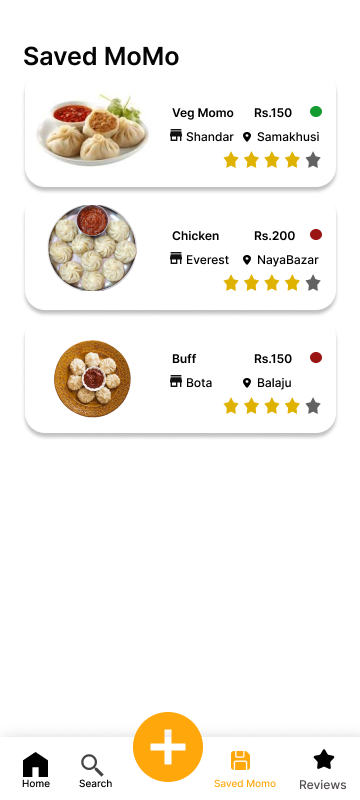 Saved MoMo
Veg Momo Rs.150
Shandar Samakhusi
Chicken Rs.200
Everest NayaBazar
Buff Rs.150
Bota Balaju
Home Search Saved Momo Reviews